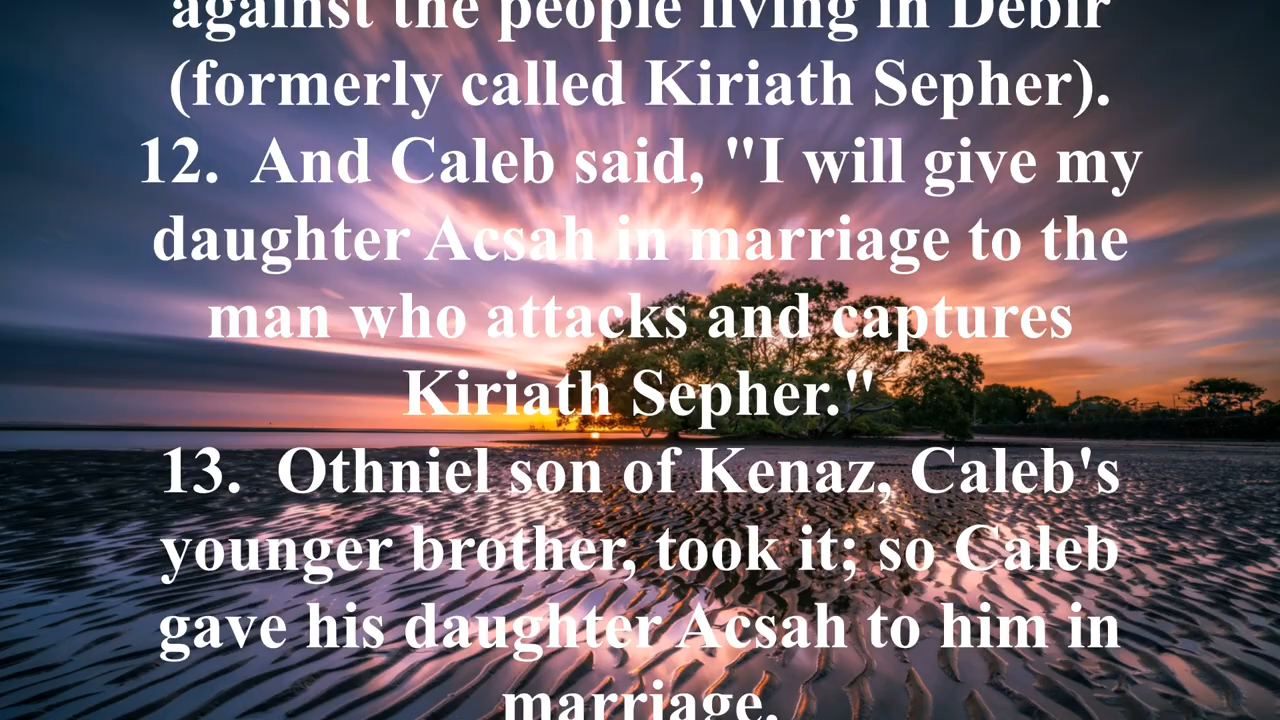 against the people living in Debir
(formerly called Kiriath Sepher).
12.  And Caleb said, "I will give my
daughter Acsah in marriage to the
man who attacks and captures
Kiriath Sepher."
13.  Othniel son of Kenaz, Caleb's
younger brother, took it; so Caleb
gave his daughter Acsah to him in
marriage.